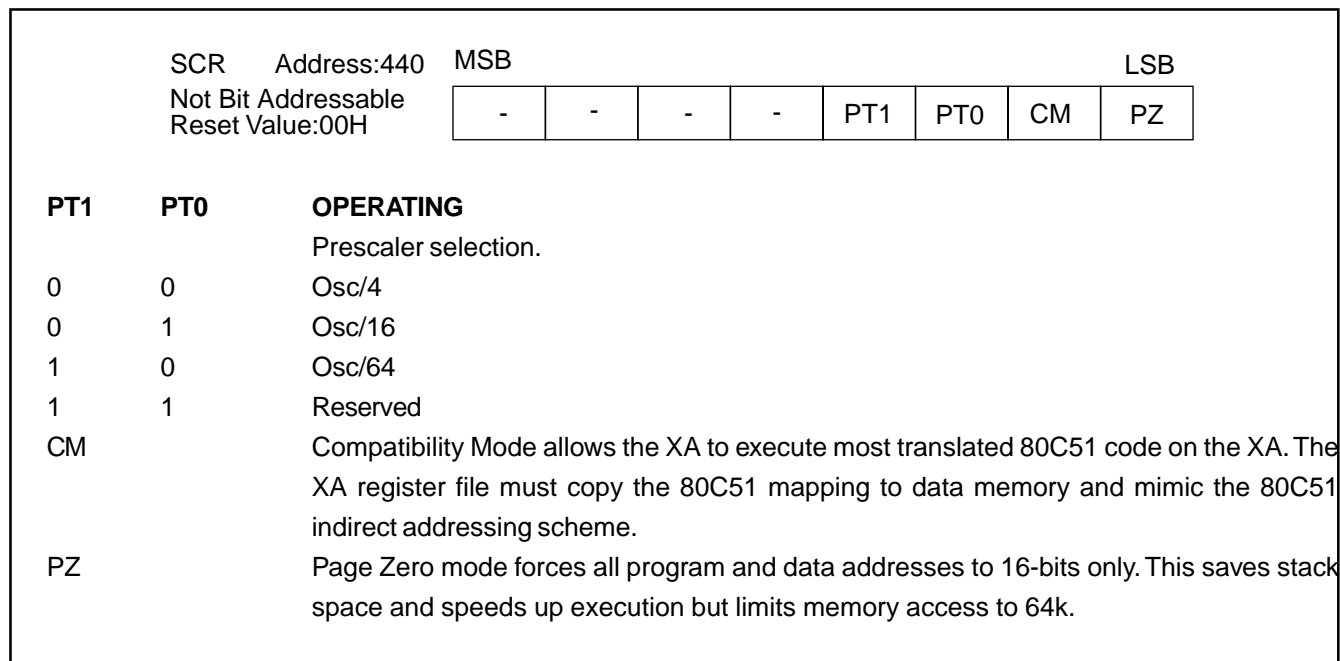 SCR Address:440 MSB LSB
Not Bit Addressable
Reset Value:00H
- - - - PT1 PT0 CM PZ
PT1 PT0 OPERATING
Prescaler selection.
0 0 Osc/4
0 1 Osc/16
1 0 Osc/64
1 1 Reserved
CM Compatibility Mode allows the XA to execute most translated 80C51 code on the XA. The
XA register file must copy the 80C51 mapping to data memory and mimic the 80C51
indirect addressing scheme.
PZ Page Zero mode forces all program and data addresses to 16-bits only. This saves stack
space and speeds up execution but limits memory access to 64k.